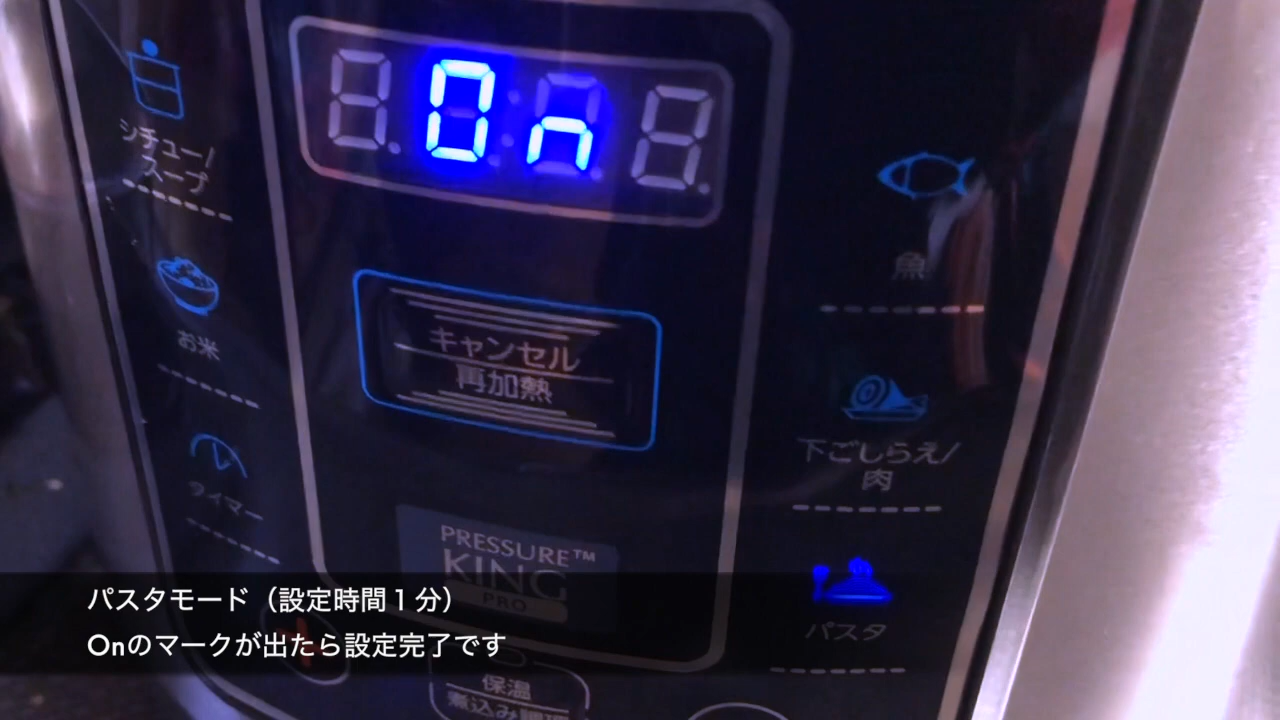 On
シチュー/
スープ
お米
タイマー
キャンセル
再加熱
魚
下ごしらえ/
肉
パスタ
PRESSURE™
KING
PRO
保温
煮込み調理
パスタモード（設定時間１分）
Onのマークが出たら設定完了です